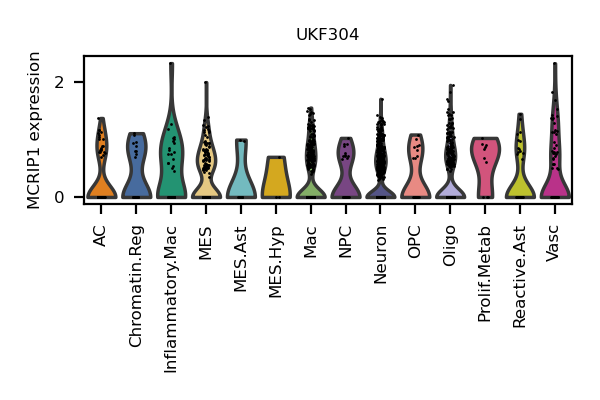 UKF304
MCRIP1 expression
2
0
AC
Chromatin.Reg
Inflammatory.Mac
MES
MES.Ast
MES.Hyp
Mac
NPC
Neuron
OPC
Oligo
Prolif.Metab
Reactive.Ast
Vasc